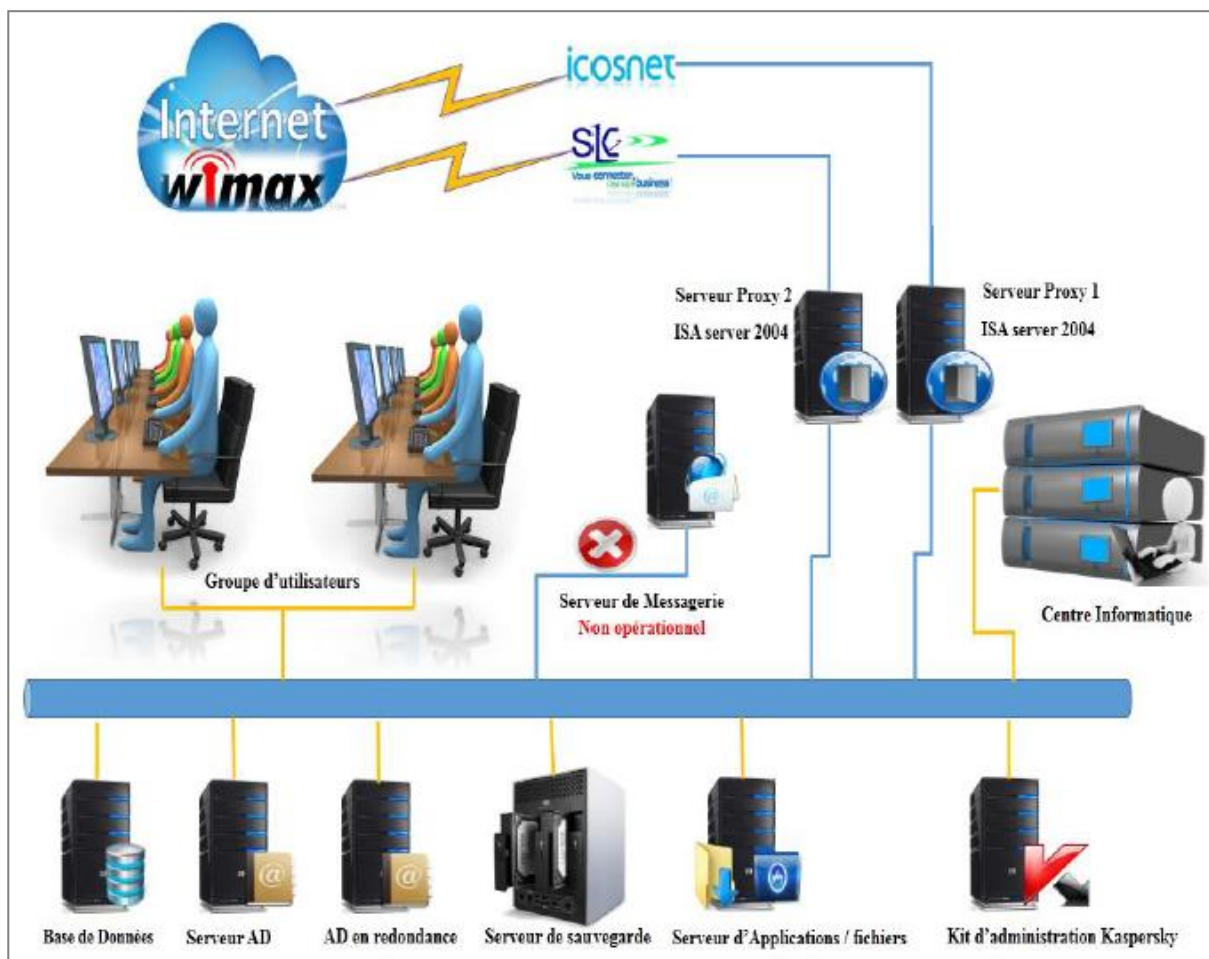 icosnet
Internet
wimax
SLC
Vous connecter,
Serveur Proxy 2
ISA server 2004
Serveur Proxy 1
ISA server 2004
Groupe d'utilisateurs
Serveur de Messagerie
Non opérationnel
Centre Informatique
Base de Données
Serveur AD
AD en redondance
Serveur de sauvegarde
Serveur d'Applications / fichiers
Kit d'administration Kaspersky